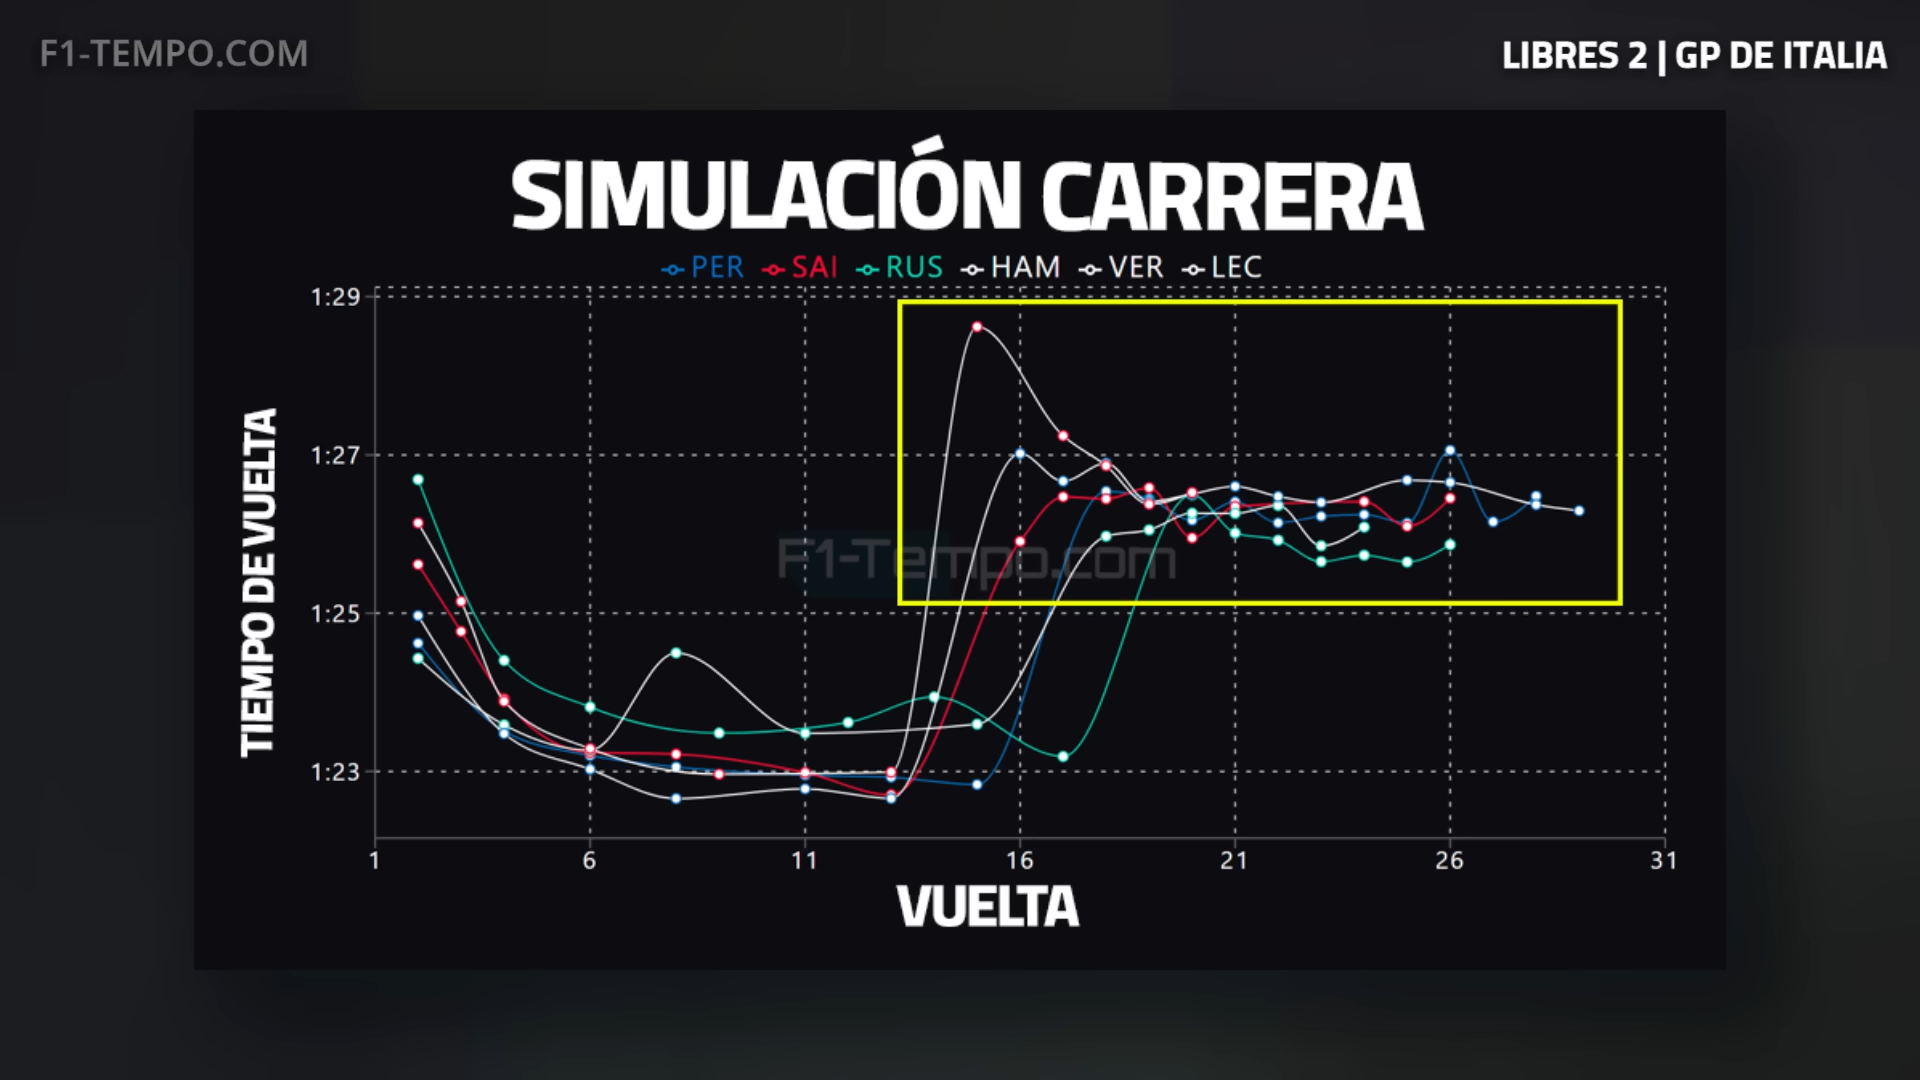 F1-TEMPO.COM
LIBRES 2 | GP DE ITALIA
SIMULACIÓN CARRERA
PER SAI RUS HAM VER LEC
1:29
1:27
1:25
1:23
TIEMPO DE VUELTA
F1-Tempo.com
1 6 11 16 21 26 31
VUELTA